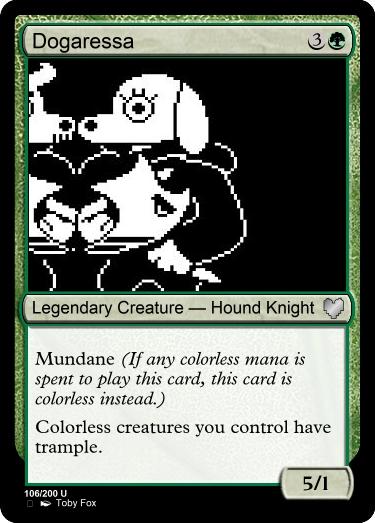 Dogaressa 3
Legendary Creature — Hound Knight
Mundane (If any colorless mana is
spent to play this card, this card is
colorless instead.)
Colorless creatures you control have
trample.
5/1
106/200 U
Toby Fox